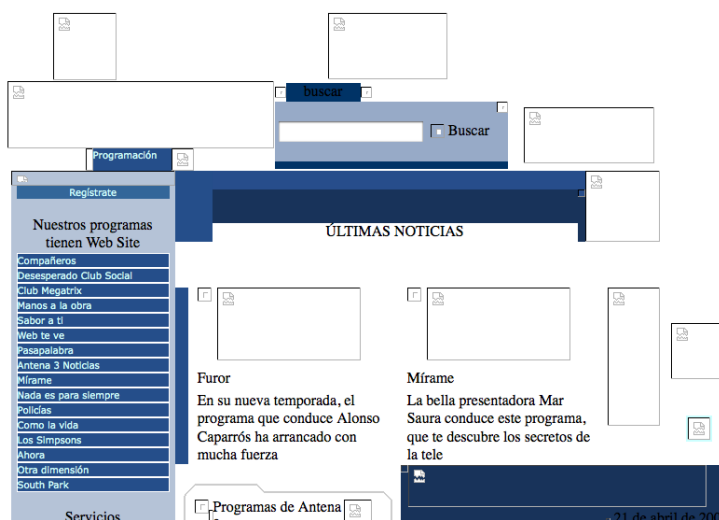 buscar
Buscar
Programación
Regístrate
Nuestros programas
tienen Web Site
Compañeros
Desesperado Club Social
Club Megatrix
Manos a la obra
Sabor a ti
Web te ve
Pasapalabra
Antena 3 Noticias
Mírame
Nada es para siempre
Policías
Como la vida
Los Simpsons
Ahora
Otra dimensión
South Park
Servicios
ÚLTIMAS NOTICIAS
Furor
En su nueva temporada, el
programa que conduce Alonso
Caparrós ha arrancado con
mucha fuerza
Mírame
La bella presentadora Mar
Saura conduce este programa,
que te descubre los secretos de
la tele
Programas de Antena
21 de abril de